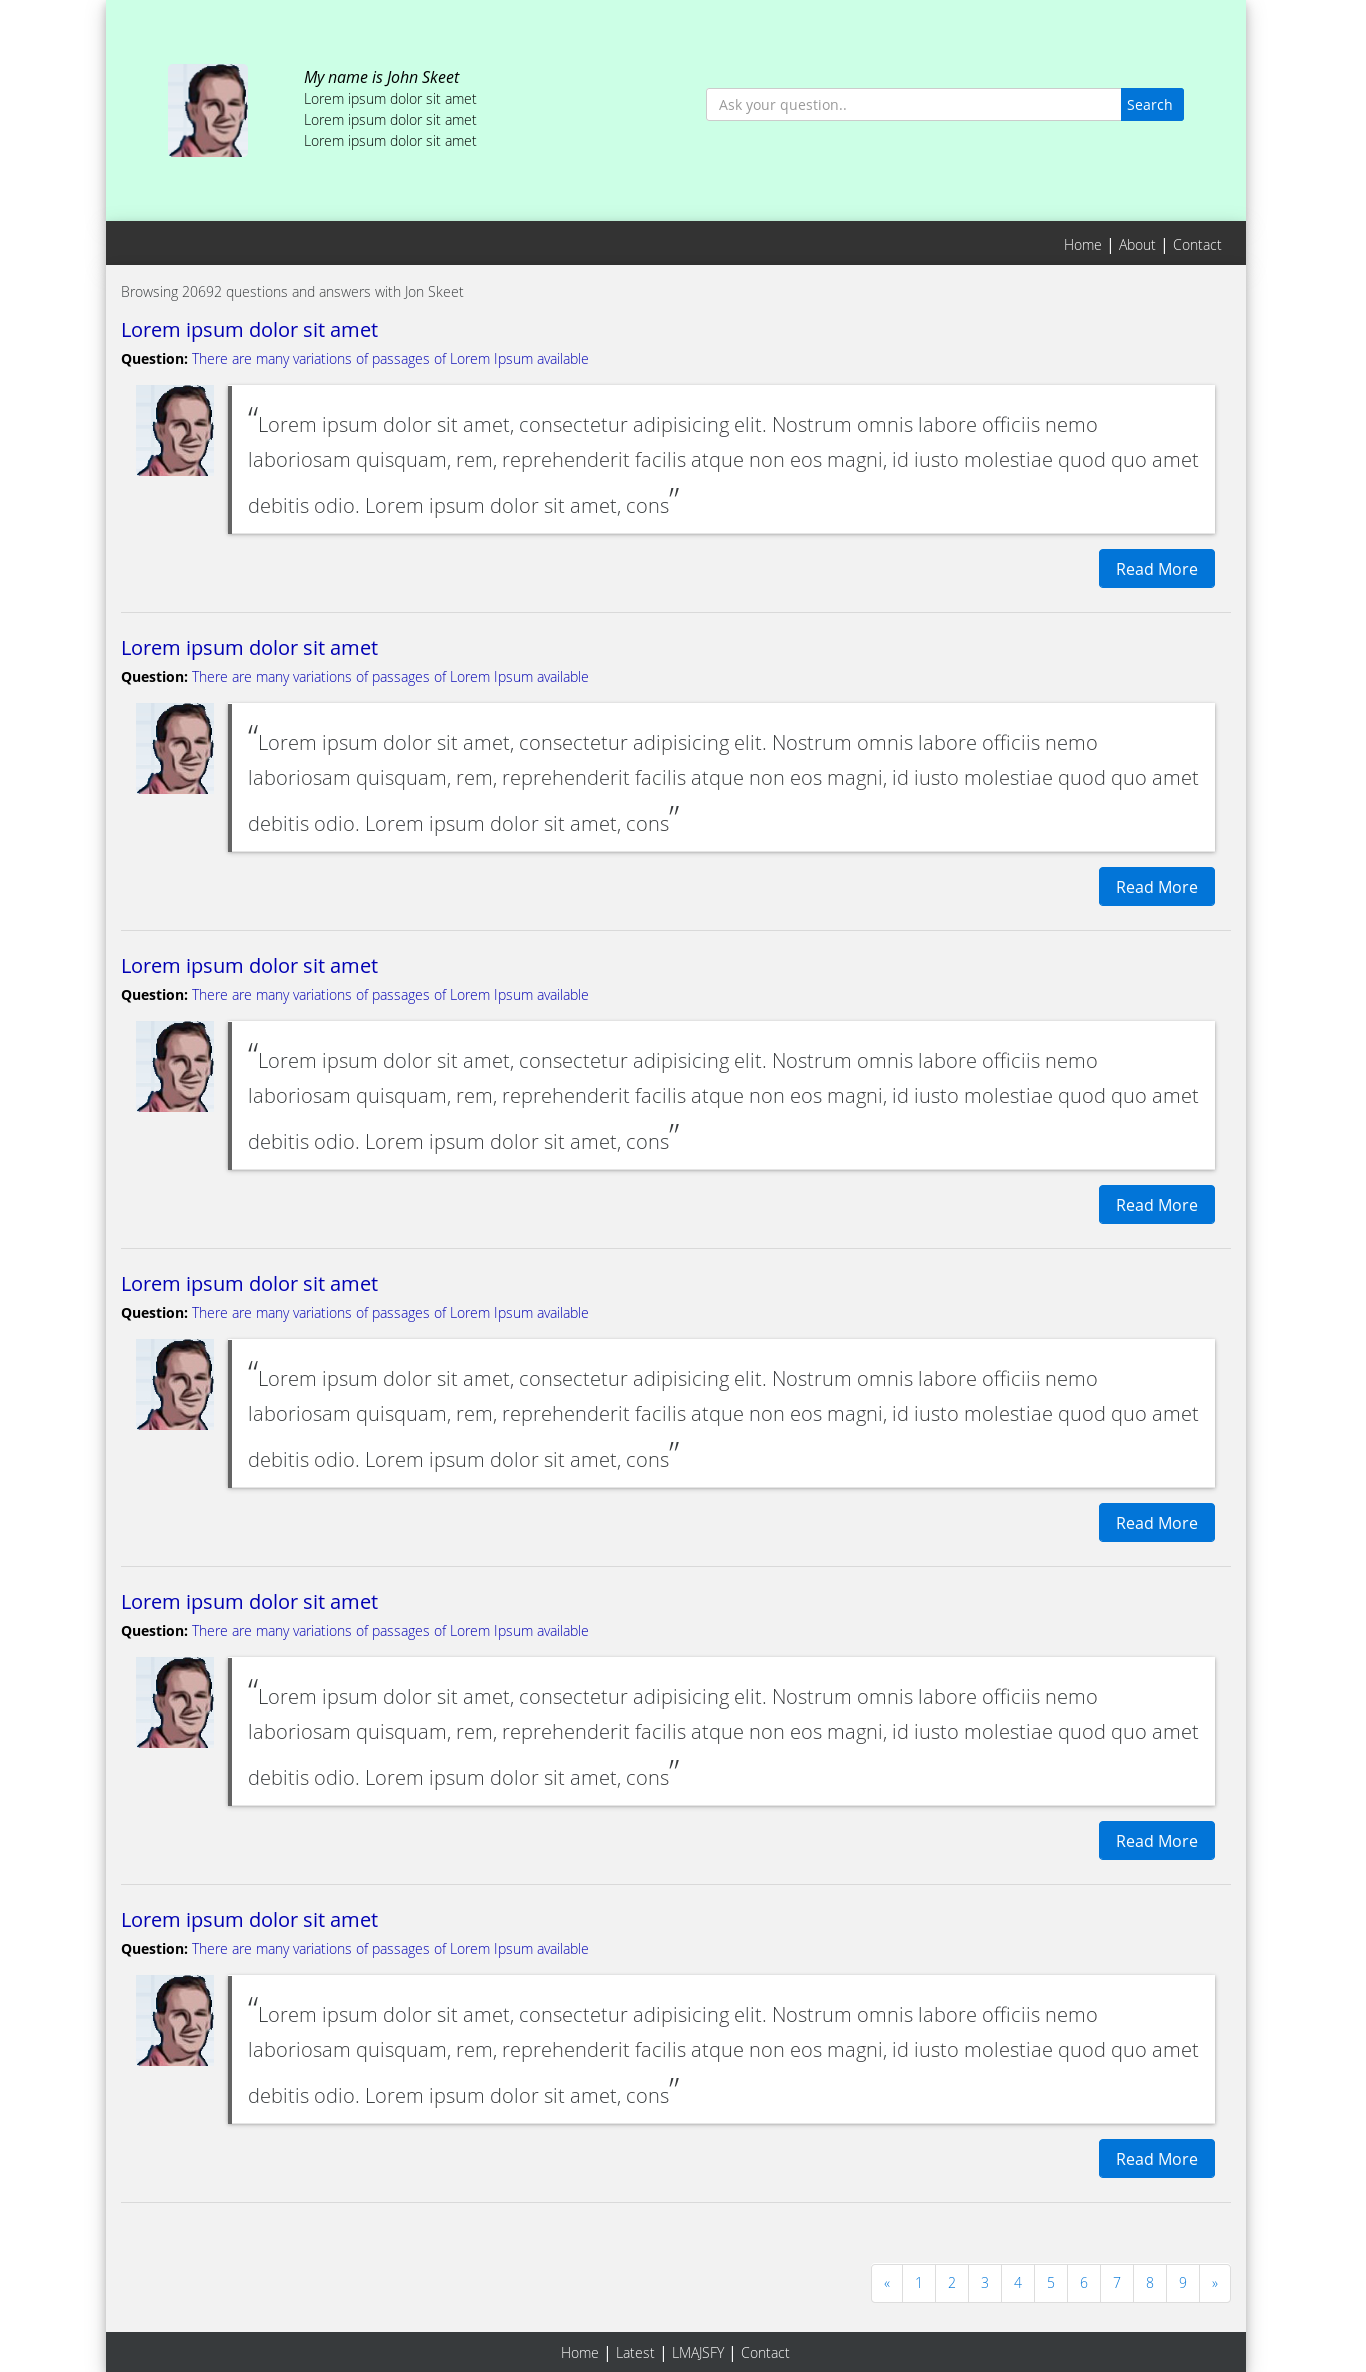 My name is John Skeet
Lorem ipsum dolor sit amet
Lorem ipsum dolor sit amet
Lorem ipsum dolor sit amet
Ask your question.. Search
Home | About | Contact
Browsing 20692 questions and answers with Jon Skeet
Lorem ipsum dolor sit amet
Question: There are many variations of passages of Lorem Ipsum available
“Lorem ipsum dolor sit amet, consectetur adipisicing elit. Nostrum omnis labore officiis nemo
laboriosam quisquam, rem, reprehenderit facilis atque non eos magni, id iusto molestiae quod quo amet
debitis odio. Lorem ipsum dolor sit amet, cons”
Read More
Lorem ipsum dolor sit amet
Question: There are many variations of passages of Lorem Ipsum available
“Lorem ipsum dolor sit amet, consectetur adipisicing elit. Nostrum omnis labore officiis nemo
laboriosam quisquam, rem, reprehenderit facilis atque non eos magni, id iusto molestiae quod quo amet
debitis odio. Lorem ipsum dolor sit amet, cons”
Read More
Lorem ipsum dolor sit amet
Question: There are many variations of passages of Lorem Ipsum available
“Lorem ipsum dolor sit amet, consectetur adipisicing elit. Nostrum omnis labore officiis nemo
laboriosam quisquam, rem, reprehenderit facilis atque non eos magni, id iusto molestiae quod quo amet
debitis odio. Lorem ipsum dolor sit amet, cons”
Read More
Lorem ipsum dolor sit amet
Question: There are many variations of passages of Lorem Ipsum available
“Lorem ipsum dolor sit amet, consectetur adipisicing elit. Nostrum omnis labore officiis nemo
laboriosam quisquam, rem, reprehenderit facilis atque non eos magni, id iusto molestiae quod quo amet
debitis odio. Lorem ipsum dolor sit amet, cons”
Read More
Lorem ipsum dolor sit amet
Question: There are many variations of passages of Lorem Ipsum available
“Lorem ipsum dolor sit amet, consectetur adipisicing elit. Nostrum omnis labore officiis nemo
laboriosam quisquam, rem, reprehenderit facilis atque non eos magni, id iusto molestiae quod quo amet
debitis odio. Lorem ipsum dolor sit amet, cons”
Read More
Lorem ipsum dolor sit amet
Question: There are many variations of passages of Lorem Ipsum available
“Lorem ipsum dolor sit amet, consectetur adipisicing elit. Nostrum omnis labore officiis nemo
laboriosam quisquam, rem, reprehenderit facilis atque non eos magni, id iusto molestiae quod quo amet
debitis odio. Lorem ipsum dolor sit amet, cons”
Read More
« 1 2 3 4 5 6 7 8 9 »
Home | Latest | LMAJSFY | Contact